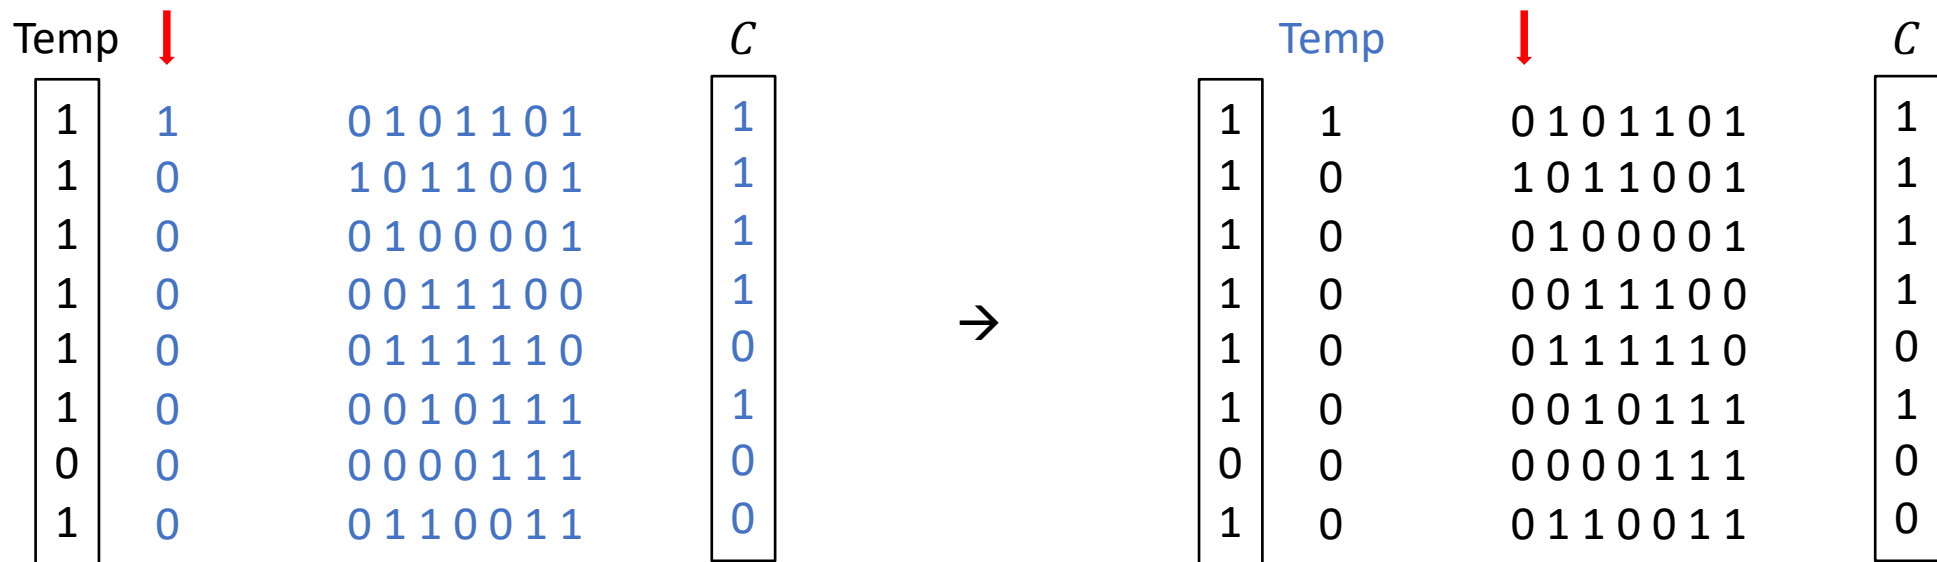 Temp C Temp C
1 1 0 1 0 1 1 0 1 1 1 1 0 1 0 1 1 0 1 1
1 0 1 0 1 1 0 0 1 1 1 0 1 0 1 1 0 0 1 1
1 0 0 1 0 0 0 0 1 1 1 0 0 1 0 0 0 0 1 1
1 0 0 0 1 1 1 0 0 1 1 0 0 0 1 1 1 0 0 1
→
1 0 0 1 1 1 1 1 0 0 1 0 0 1 1 1 1 1 0 0
1 0 0 0 1 0 1 1 1 1 1 0 0 0 1 0 1 1 1 1
0 0 0 0 0 0 1 1 1 0 0 0 0 0 0 0 1 1 1 0
1 0 0 1 1 0 0 1 1 0 1 0 0 1 1 0 0 1 1 0